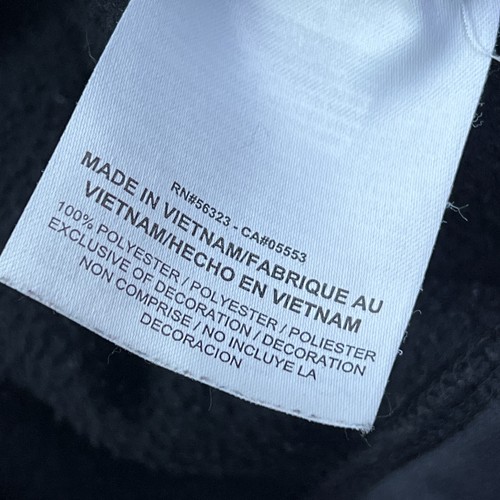 RN#56323 - CA#05553
MADE IN VIETNAM/FABRIQUE AU
VIETNAM/HECHO EN VIETNAM
100% POLYESTER / POLYESTER / POLIESTER
EXCLUSIVE OF DECORATION / DECORATION
NON COMPRISE / NO INCLUYE LA
DECORACION